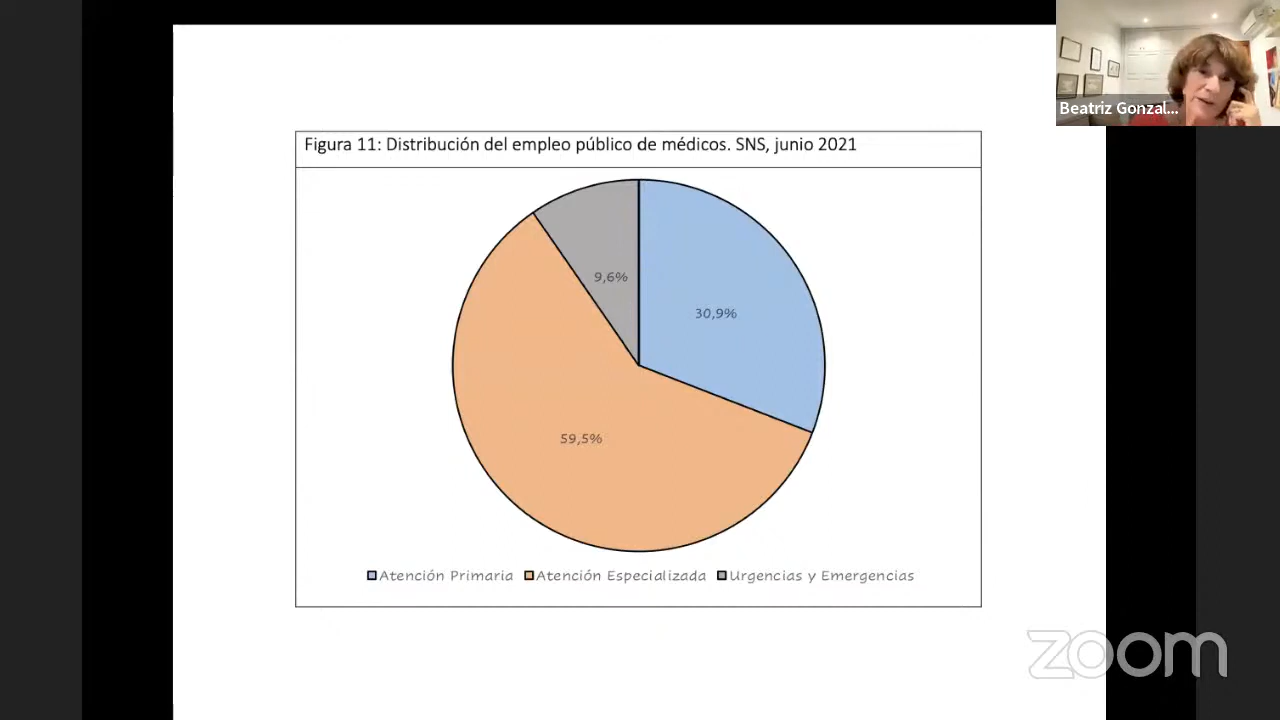 Beatriz Gonzal...
Figura 11: Distribución del empleo público de médicos. SNS, junio 2021
9,6%
30,9%
59,5%
Atención Primaria Atención Especializada Urgencias y Emergencias
zoom